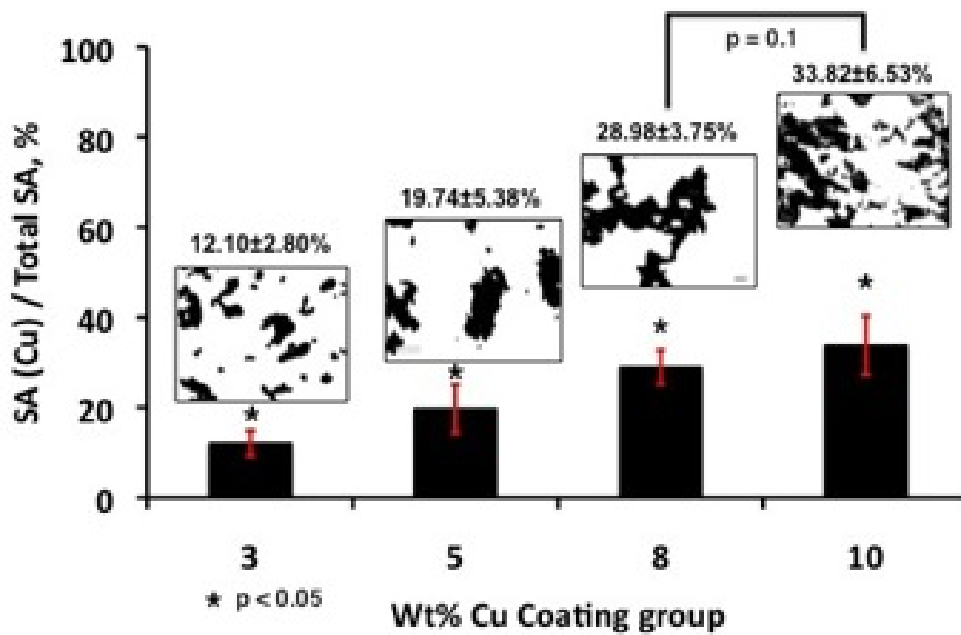 p = 0.1
33.82±6.53%
28.98±3.75%
19.74±5.38%
12.10±2.80%
*
*
*
*
SA (Cu) / Total SA, %
100
80
60
40
20
0
3 5 8 10
* p < 0.05
Wt% Cu Coating group